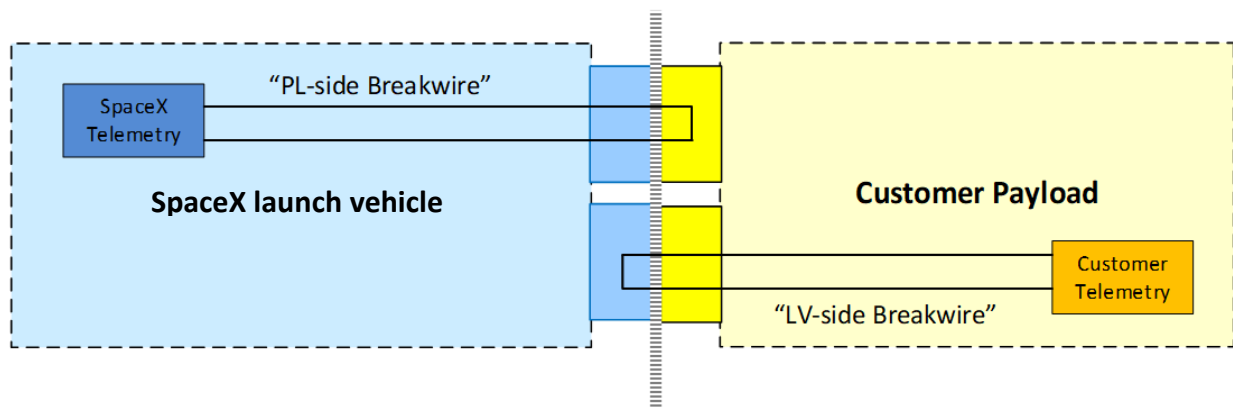 “PL-side Breakwire”
SpaceX
Telemetry
SpaceX launch vehicle
Customer Payload
Customer
Telemetry
“LV-side Breakwire”